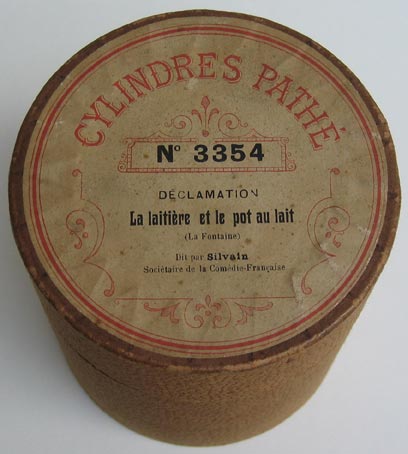 CYLINDRES PATHÉ
Nº 3354
DÉCLAMATION
La laitière et le pot au lait
(La Fontaine)
Dit par Silvain
Sociétaire de la Comédie-Française